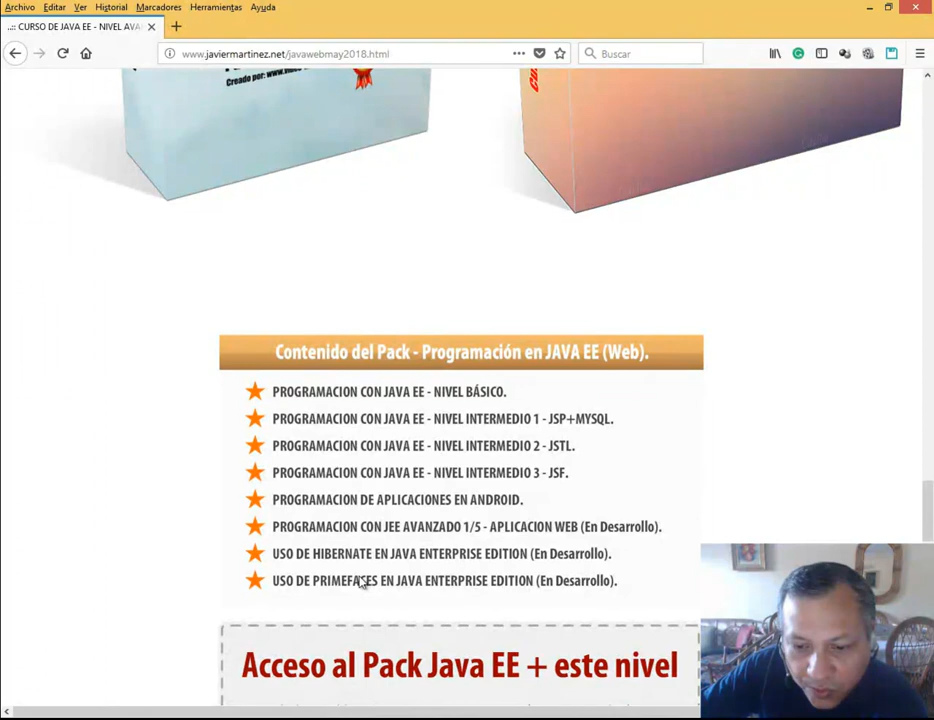 Archivo Editar Ver Historial Marcadores Herramientas Ayuda
..:: CURSO DE JAVA EE - NIVEL AVA
www.javiermartinez.net/javawebmay2018.html
Buscar
Creado por: www.
Contenido del Pack - Programación en JAVA EE (Web).
PROGRAMACION CON JAVA EE - NIVEL BÁSICO.
PROGRAMACION CON JAVA EE - NIVEL INTERMEDIO 1 - JSP+MYSQL.
PROGRAMACION CON JAVA EE - NIVEL INTERMEDIO 2 - JSTL.
PROGRAMACION CON JAVA EE - NIVEL INTERMEDIO 3 - JSF.
PROGRAMACION DE APLICACIONES EN ANDROID.
PROGRAMACION CON JEE AVANZADO 1/5 - APLICACION WEB (En Desarrollo).
USO DE HIBERNATE EN JAVA ENTERPRISE EDITION (En Desarrollo).
USO DE PRIMEFACES EN JAVA ENTERPRISE EDITION (En Desarrollo).
Acceso al Pack Java EE + este nivel